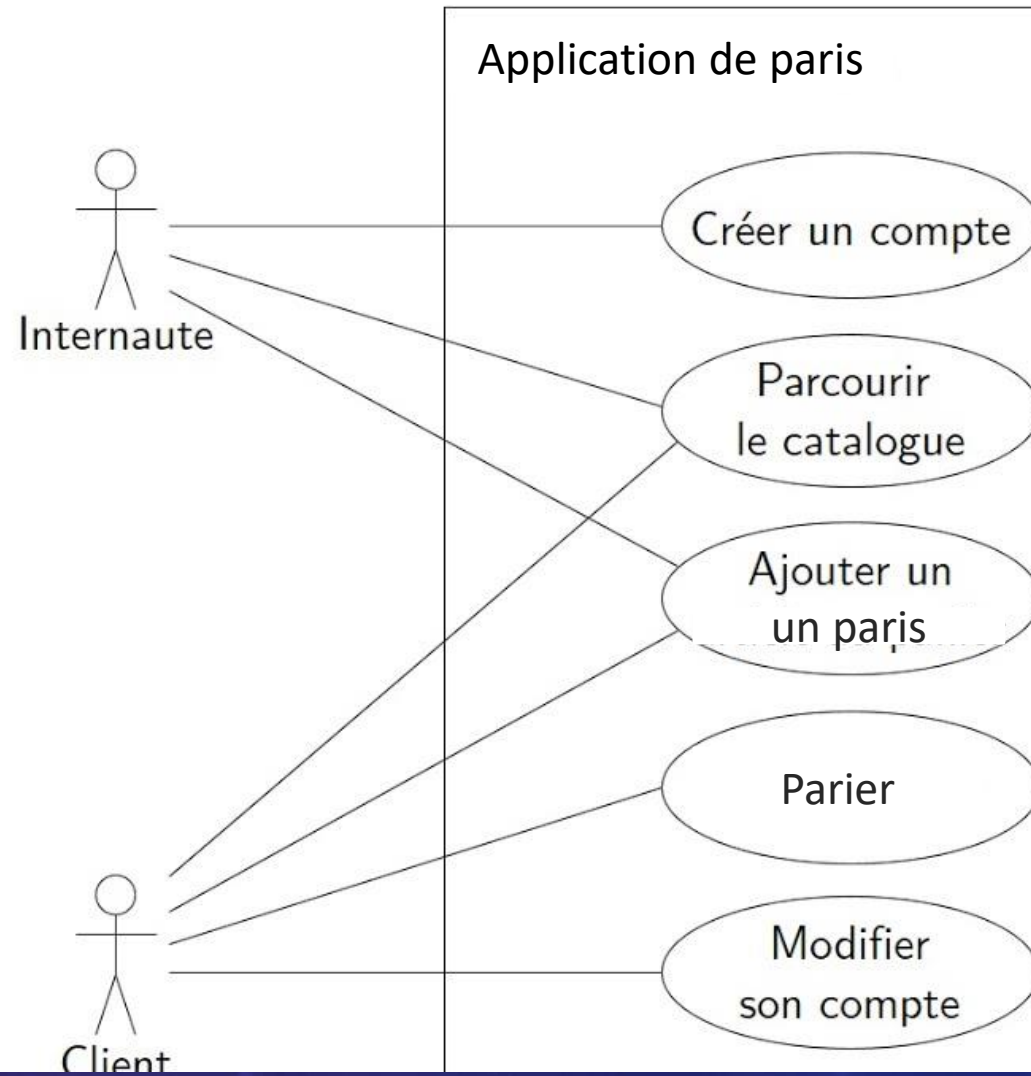 Application de paris
Créer un compte
Internaute
Parcourir
le catalogue
Ajouter un
un paris
Parier
Modifier
son compte
Client